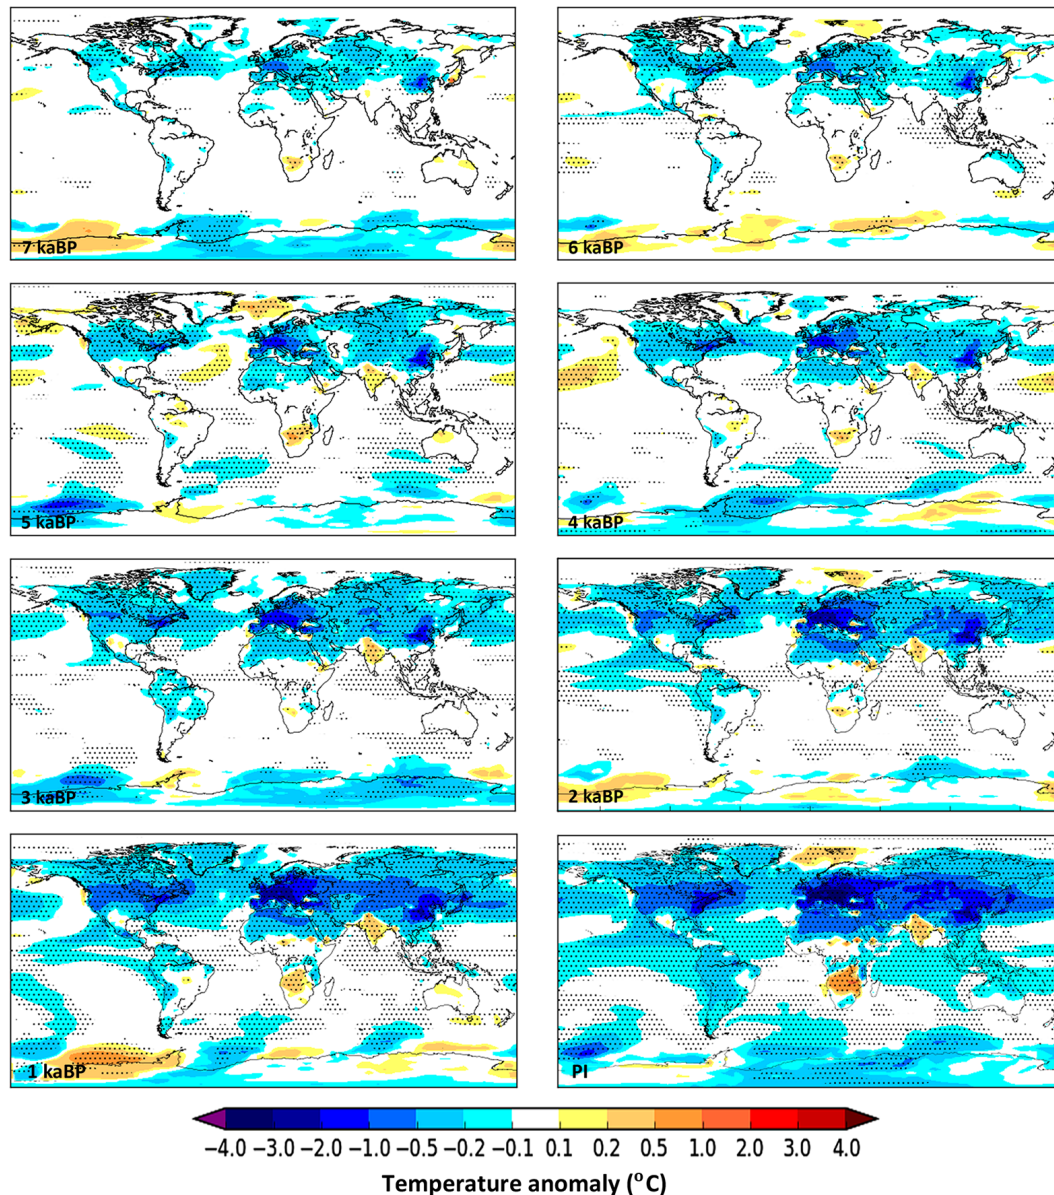 7 kaBP
6 kaBP
5 kaBP
4 kaBP
3 kaBP
2 kaBP
1 kaBP
PI
−4.0 −3.0 −2.0 −1.0 −0.5 −0.2 −0.1 0.1 0.2 0.5 1.0 2.0 3.0 4.0
Temperature anomaly (°C)